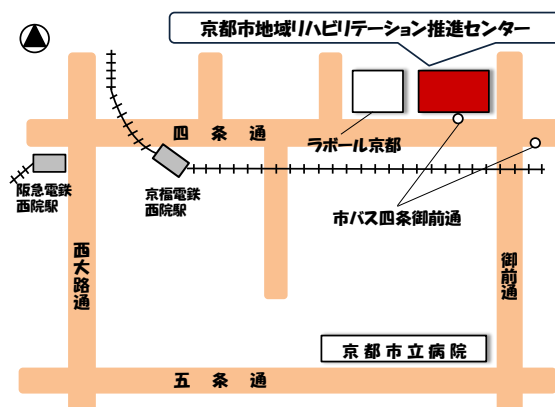 京都市地域リハビリテーション推進センター
四条通
ラボール京都
阪急電鉄
西院駅
京福電鉄
西院駅
市バス四条御前通
西大路通
御前通
京都市立病院
五条通